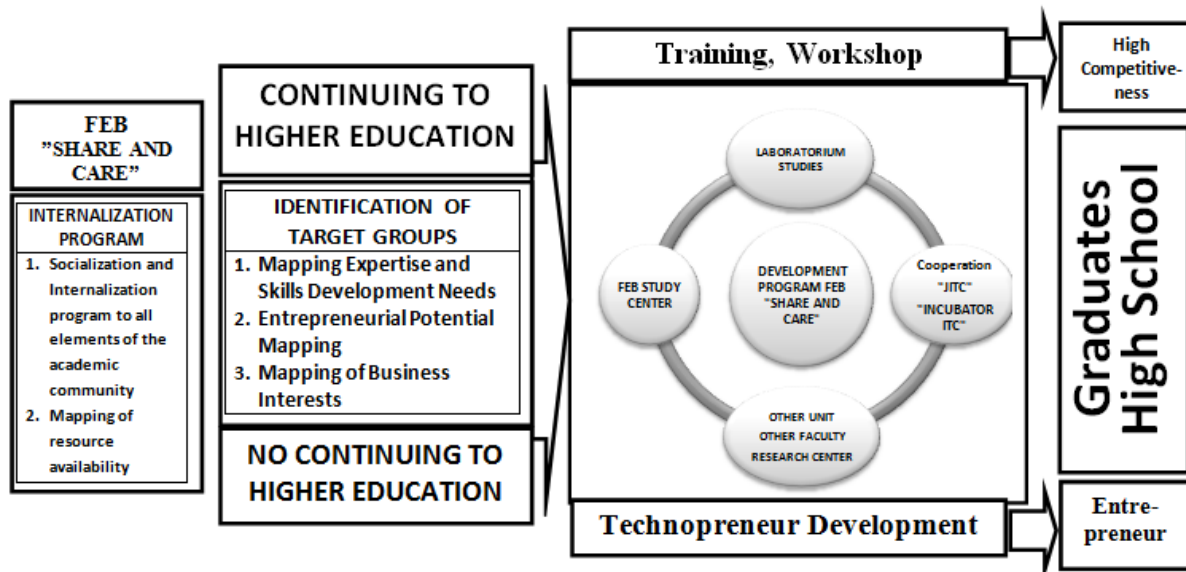 FEB
”SHARE AND
CARE”
INTERNALIZATION
PROGRAM
1. Socialization and
Internalization
program to all
elements of the
academic
community
2. Mapping of
resource
availability
CONTINUING TO
HIGHER EDUCATION
IDENTIFICATION OF
TARGET GROUPS
1. Mapping Expertise and
Skills Development Needs
2. Entrepreneurial Potential
Mapping
3. Mapping of Business
Interests
NO CONTINUING TO
HIGHER EDUCATION
Training, Workshop
LABORATORIUM
STUDIES
FEB STUDY
CENTER
DEVELOPMENT
PROGRAM FEB
"SHARE AND
CARE"
Cooperation
"JITC"
"INCUBATOR
ITC"
OTHER UNIT
OTHER FACULTY
RESEARCH CENTER
Technopreneur Development
High
Competitive-
ness
Graduates
High School
Entre-
preneur